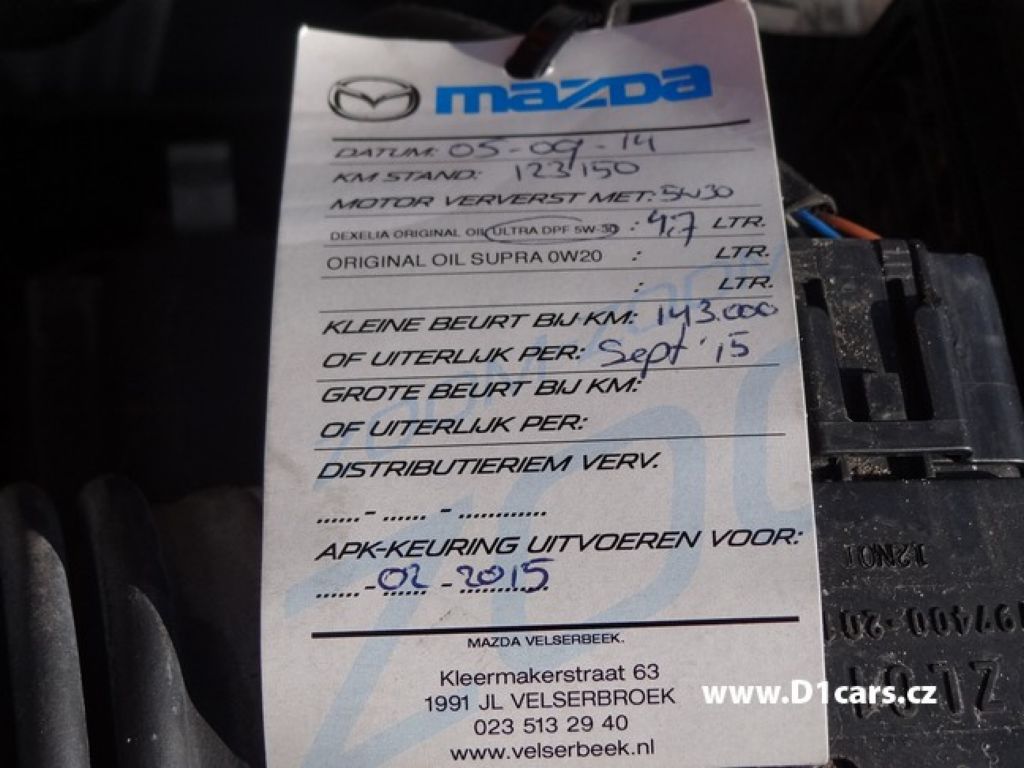 mazda
DATUM: 05-09-14
KM STAND: 123150
MOTOR VERVERST MET: 5W30
DEXELIA ORIGINAL OIL ULTRA DPF 5W-30 : 4,7 LTR.
ORIGINAL OIL SUPRA 0W20 : LTR.
: LTR.
KLEINE BEURT BIJ KM: 143.000
OF UITERLIJK PER: Sept '15
GROTE BEURT BIJ KM:
OF UITERLIJK PER:
DISTRIBUTIERIEM VERV.
......-......-............
APK-KEURING UITVOEREN VOOR:
......-02-2015
MAZDA VELSERBEEK.
Kleermakerstraat 63
1991 JL VELSERBROEK
023 513 29 40
www.velserbeek.nl
www.D1cars.cz